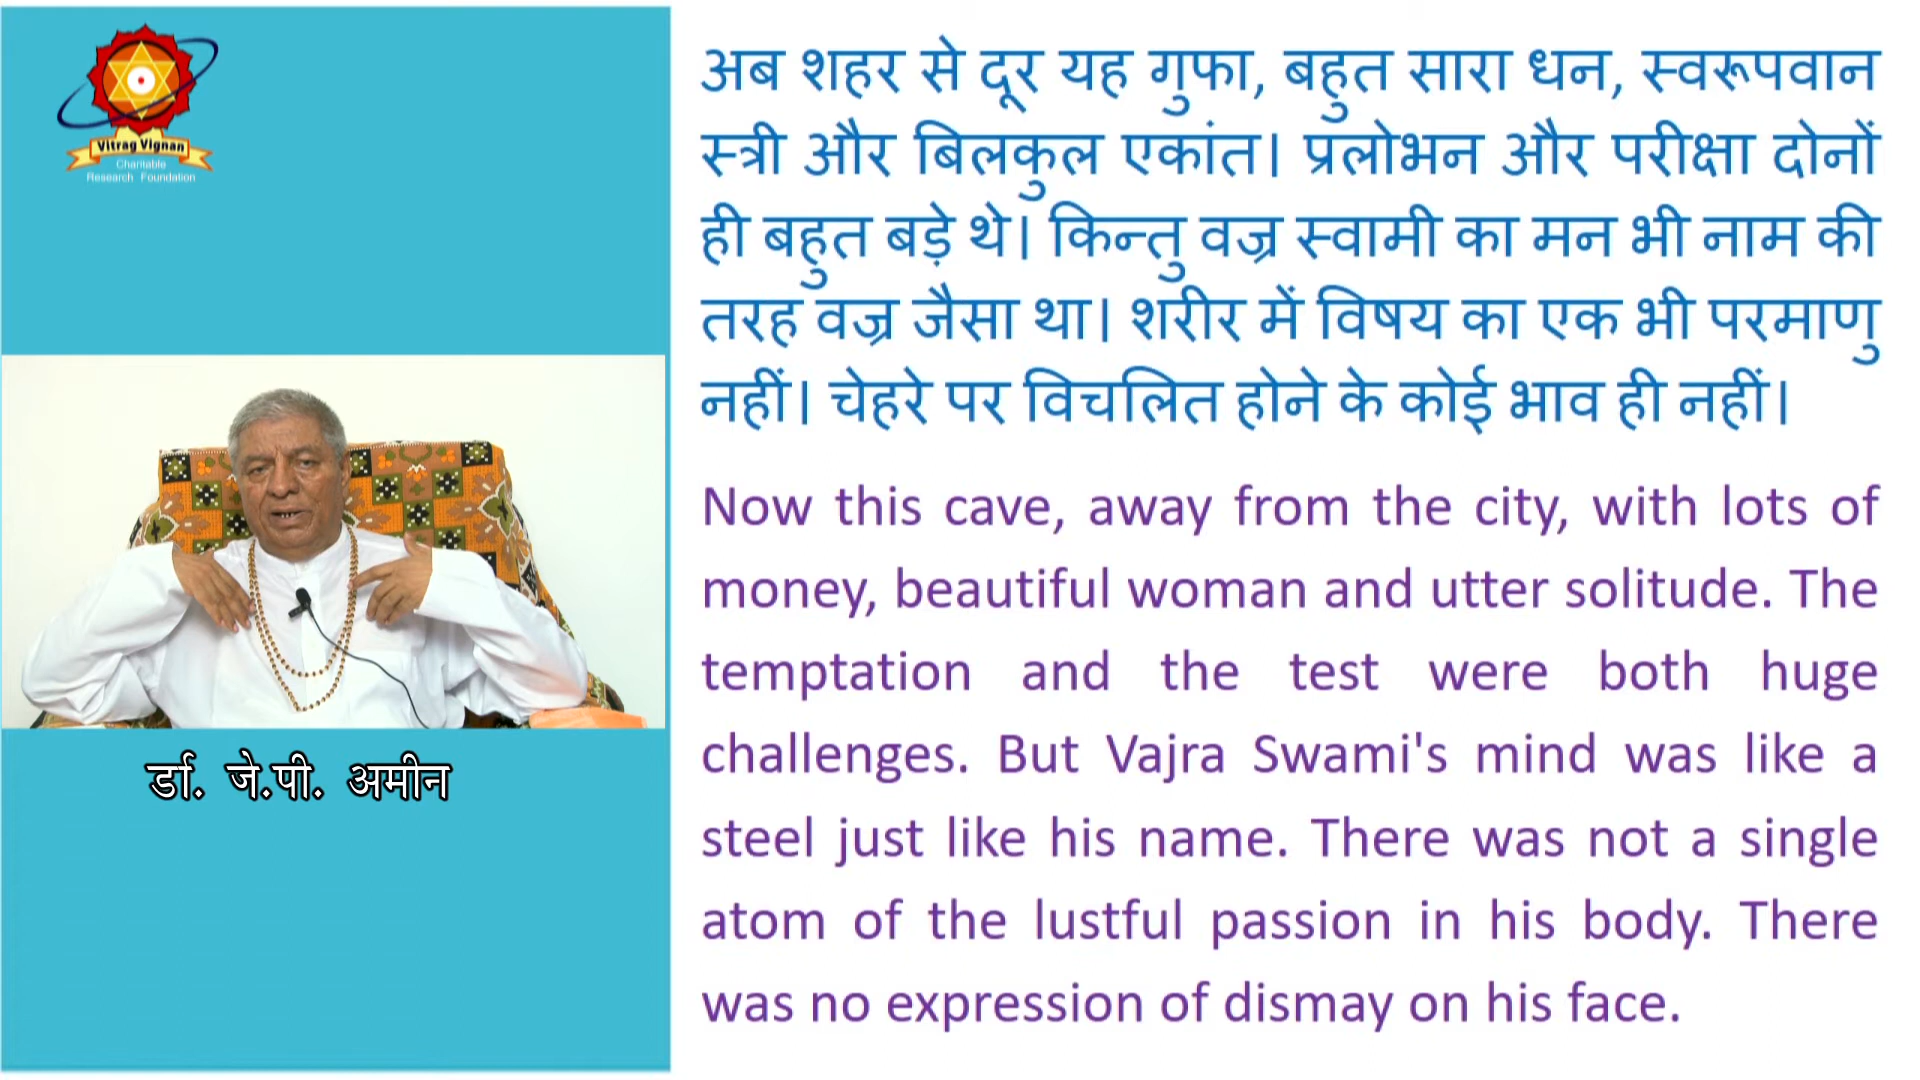 Vitrag Vignan
Charitable
Research Foundation
डॉ. जे.पी. अमीन
अब शहर से दूर यह गुफा, बहुत सारा धन, स्वरूपवान
स्त्री और बिलकुल एकांत। प्रलोभन और परीक्षा दोनों
ही बहुत बड़े थे। किन्तु वज्र स्वामी का मन भी नाम की
तरह वज्र जैसा था। शरीर में विषय का एक भी परमाणु
नहीं। चेहरे पर विचलित होने के कोई भाव ही नहीं।
Now this cave, away from the city, with lots of
money, beautiful woman and utter solitude. The
temptation and the test were both huge
challenges. But Vajra Swami's mind was like a
steel just like his name. There was not a single
atom of the lustful passion in his body. There
was no expression of dismay on his face.